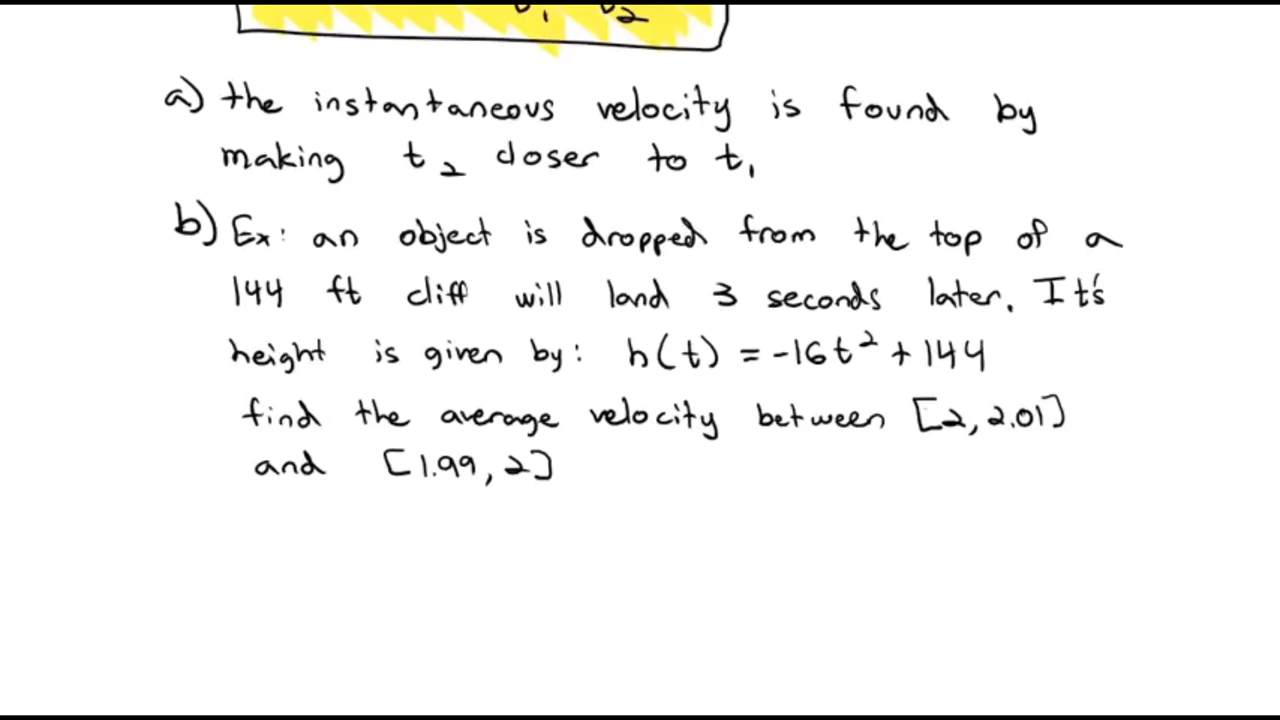 a) the instantaneous velocity is found by
making t₂ closer to t₁
b) Ex: an object is dropped from the top of a
144 ft cliff will land 3 seconds later. It's
height is given by: h(t) = -16t² + 144
find the average velocity between [2, 2.01]
and [1.99, 2]